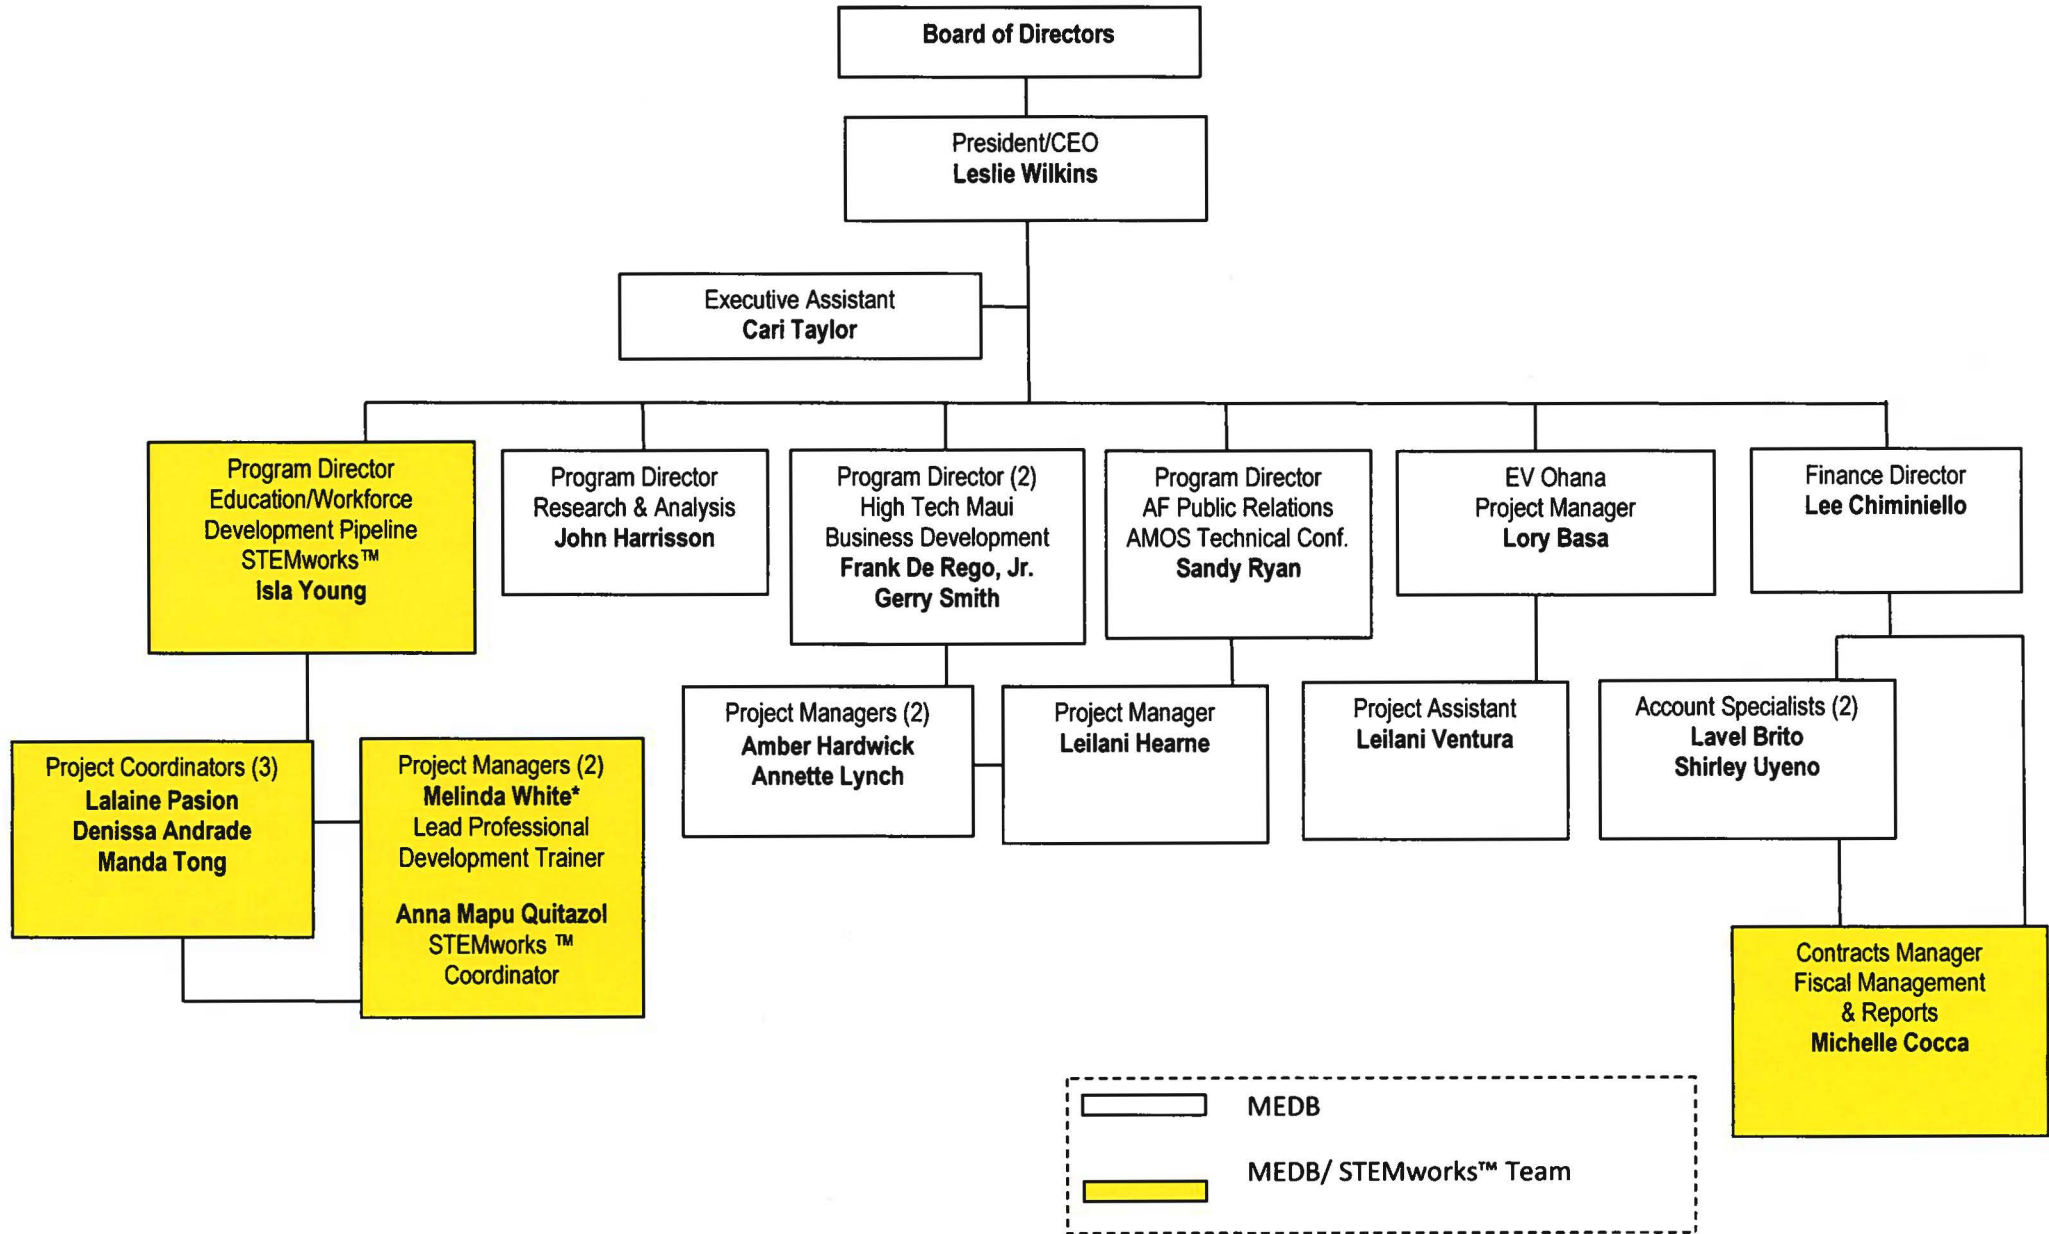 Board of Directors
President/CEO
Leslie Wilkins
Executive Assistant
Cari Taylor
Program Director
Education/Workforce
Development Pipeline
STEMworks™
Isla Young
Program Director
Research & Analysis
John Harrisson
Program Director (2)
High Tech Maui
Business Development
Frank De Rego, Jr.
Gerry Smith
Program Director
AF Public Relations
AMOS Technical Conf.
Sandy Ryan
EV Ohana
Project Manager
Lory Basa
Finance Director
Lee Chiminiello
Project Coordinators (3)
Lalaine Pasion
Denissa Andrade
Manda Tong
Project Managers (2)
Melinda White*
Lead Professional
Development Trainer
Anna Mapu Quitazol
STEMworks ™
Coordinator
Project Managers (2)
Amber Hardwick
Annette Lynch
Project Manager
Leilani Hearne
Project Assistant
Leilani Ventura
Account Specialists (2)
Lavel Brito
Shirley Uyeno
Contracts Manager
Fiscal Management
& Reports
Michelle Cocca
MEDB
MEDB/ STEMworks™ Team